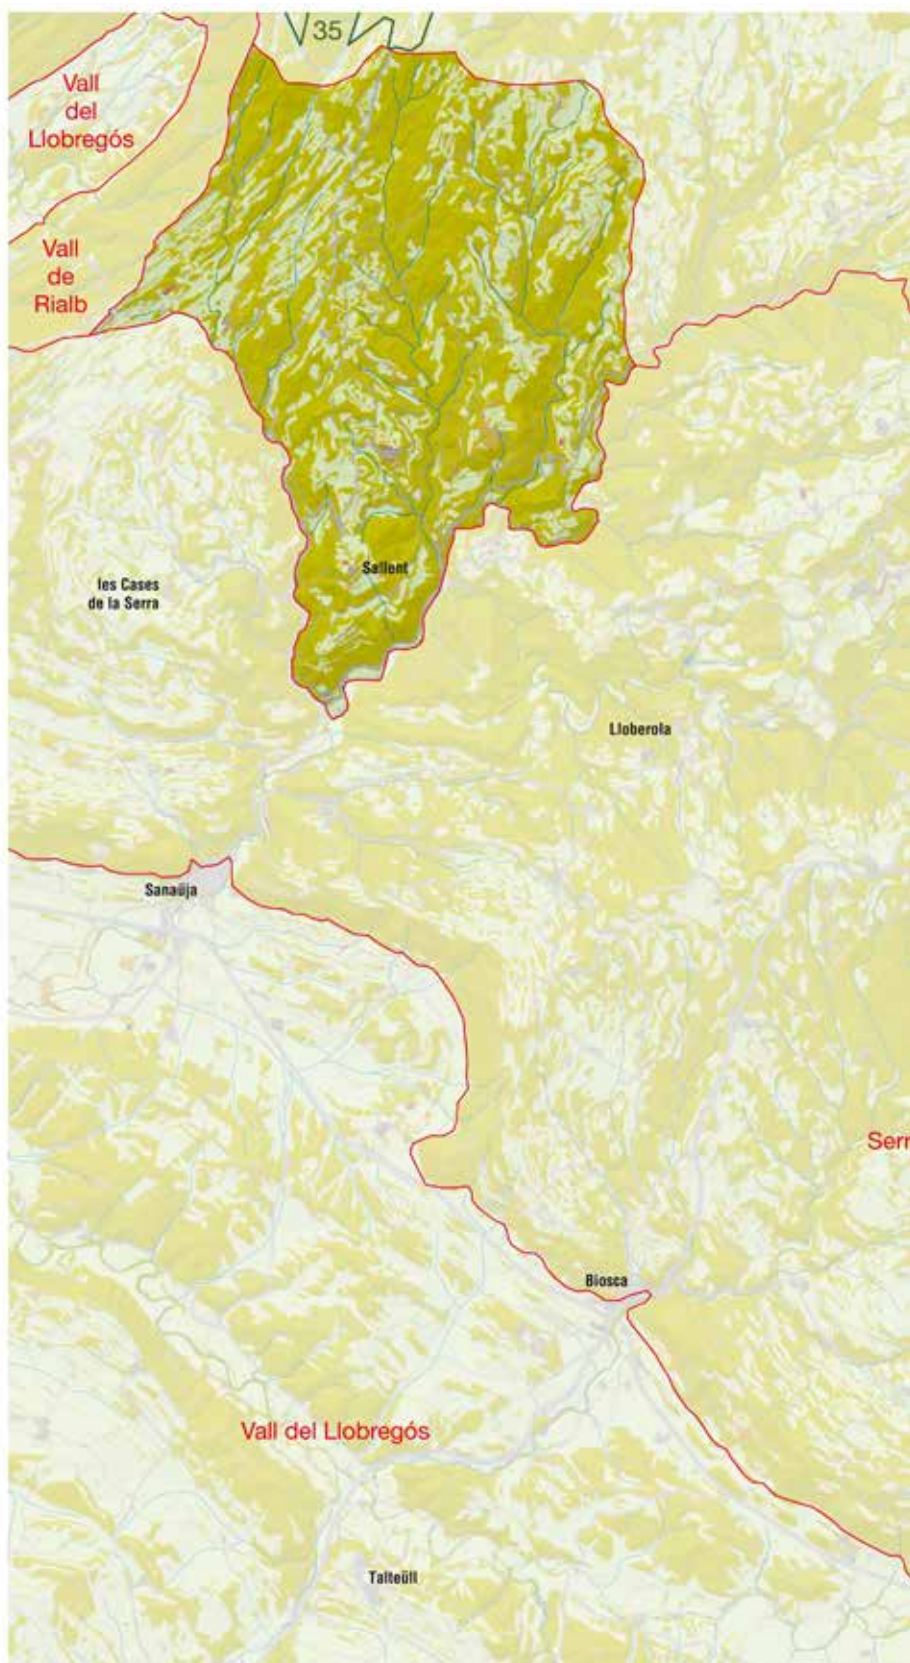 35
Vall
del
Llobregós
Vall
de
Rialb
Sallent
les Cases
de la Serra
Lloberola
Sanaüja
Serr
Biosca
Vall del Llobregós
Talteüll